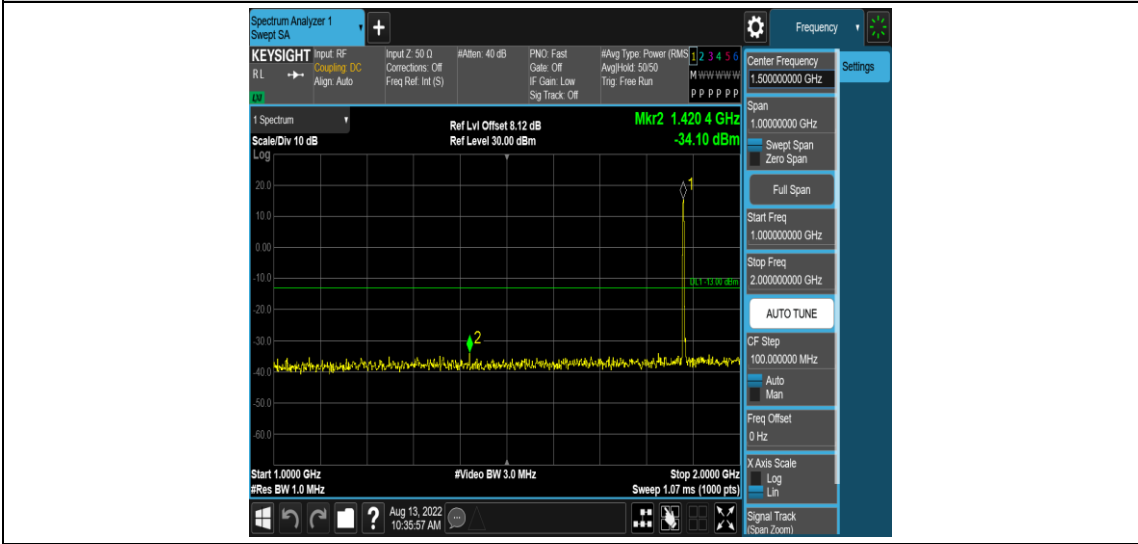 Spectrum Analyzer 1
Swept SA
+
Frequency
KEYSIGHT
RL
Input: RF
Coupling: DC
Align: Auto
Input Z: 50 Ω
Corrections: Off
Freq Ref: Int (S)
#Atten: 40 dB
PNO: Fast
Gate: Off
IF Gain: Low
Sig Track: Off
#Avg Type: Power (RMS
Avg|Hold: 50/50
Trig: Free Run
1 2 3 4 5 6
M W W W W W
P P P P P P
1 Spectrum
Scale/Div 10 dB
Log
Ref Lvl Offset 8.12 dB
Ref Level 30.00 dBm
Mkr2 1.420 4 GHz
-34.10 dBm
20.0
10.0
0.00
-10.0
-20.0
-30.0
-40.0
-50.0
-60.0
1
DL1 -13.00 dBm
2
Start 1.0000 GHz
#Res BW 1.0 MHz
#Video BW 3.0 MHz
Stop 2.0000 GHz
Sweep 1.07 ms (1000 pts)
?
Aug 13, 2022
10:35:57 AM
Center Frequency
1.500000000 GHz
Settings
Span
1.00000000 GHz
Swept Span
Zero Span
Full Span
Start Freq
1.000000000 GHz
Stop Freq
2.000000000 GHz
AUTO TUNE
CF Step
100.000000 MHz
Auto
Man
Freq Offset
0 Hz
X Axis Scale
Log
Lin
Signal Track
(Span Zoom)